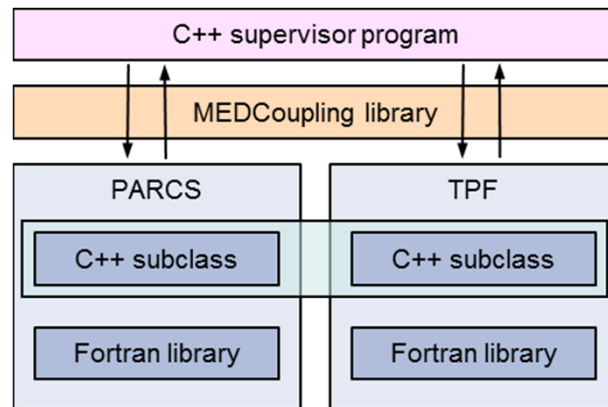 C++ supervisor program
MEDCoupling library
PARCS
TPF
C++ subclass
C++ subclass
Fortran library
Fortran library